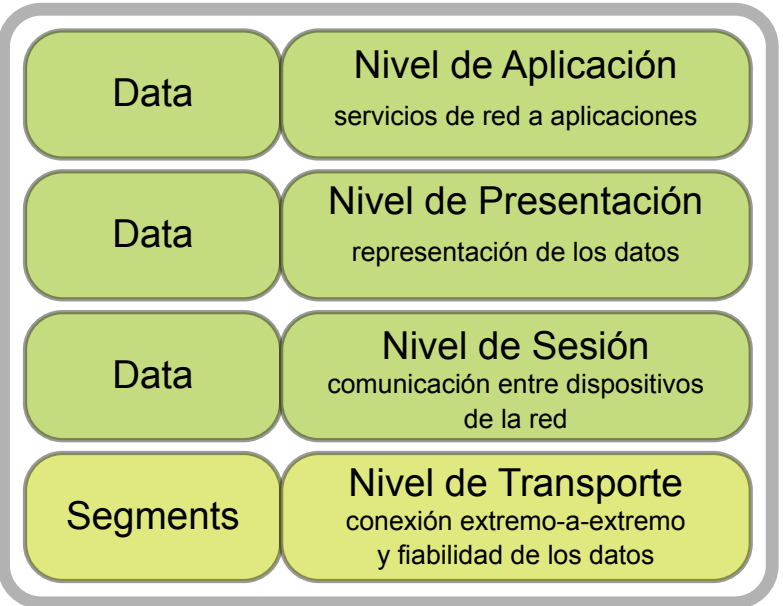 Data
Nivel de Aplicación
servicios de red a aplicaciones
Data
Nivel de Presentación
representación de los datos
Data
Nivel de Sesión
comunicación entre dispositivos
de la red
Segments
Nivel de Transporte
conexión extremo-a-extremo
y fiabilidad de los datos